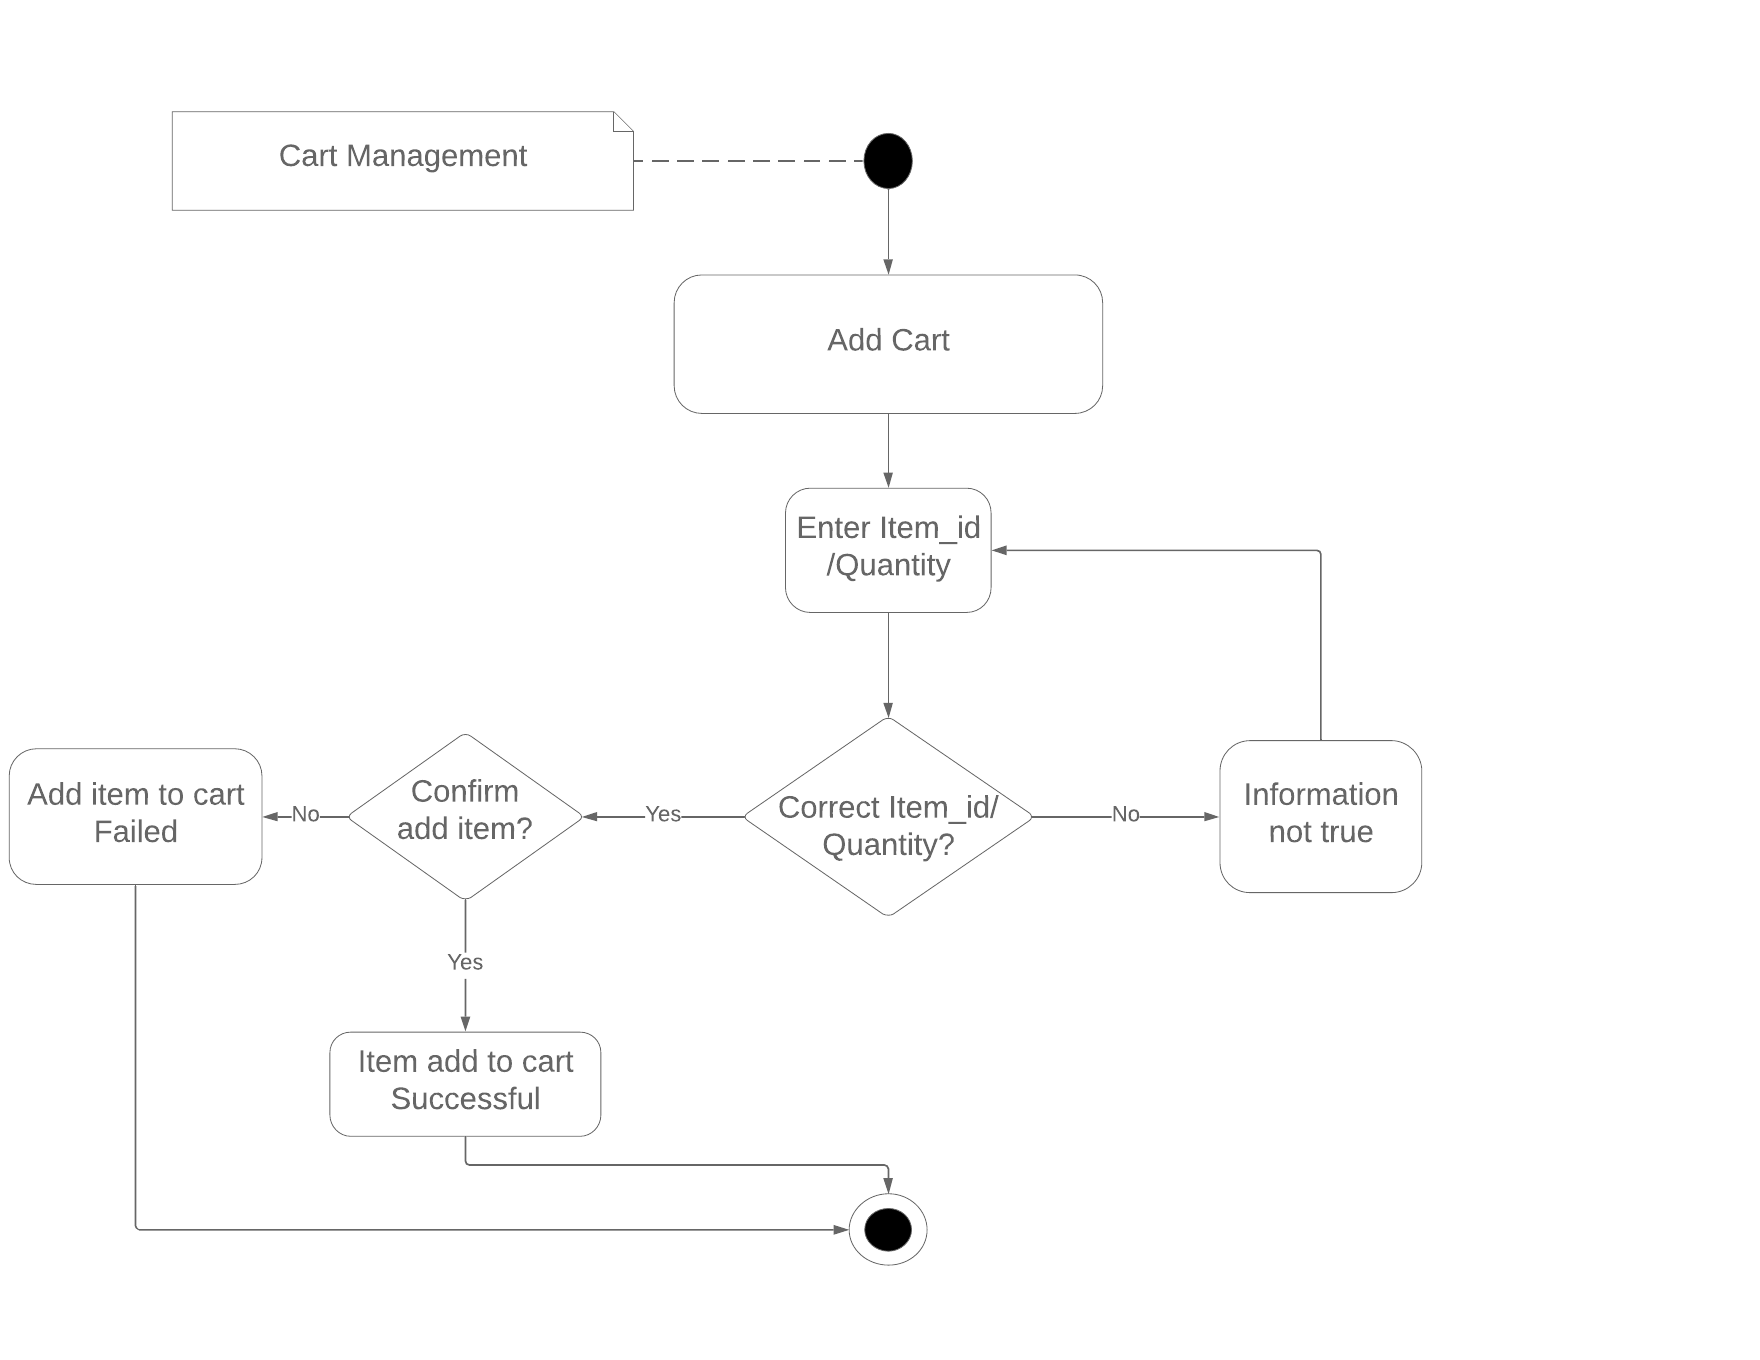 Cart Management
Add Cart
Enter Item_id
/Quantity
Add item to cart
Failed
No
Confirm
add item?
Yes
Correct Item_id/
Quantity?
No
Information
not true
Yes
Item add to cart
Successful